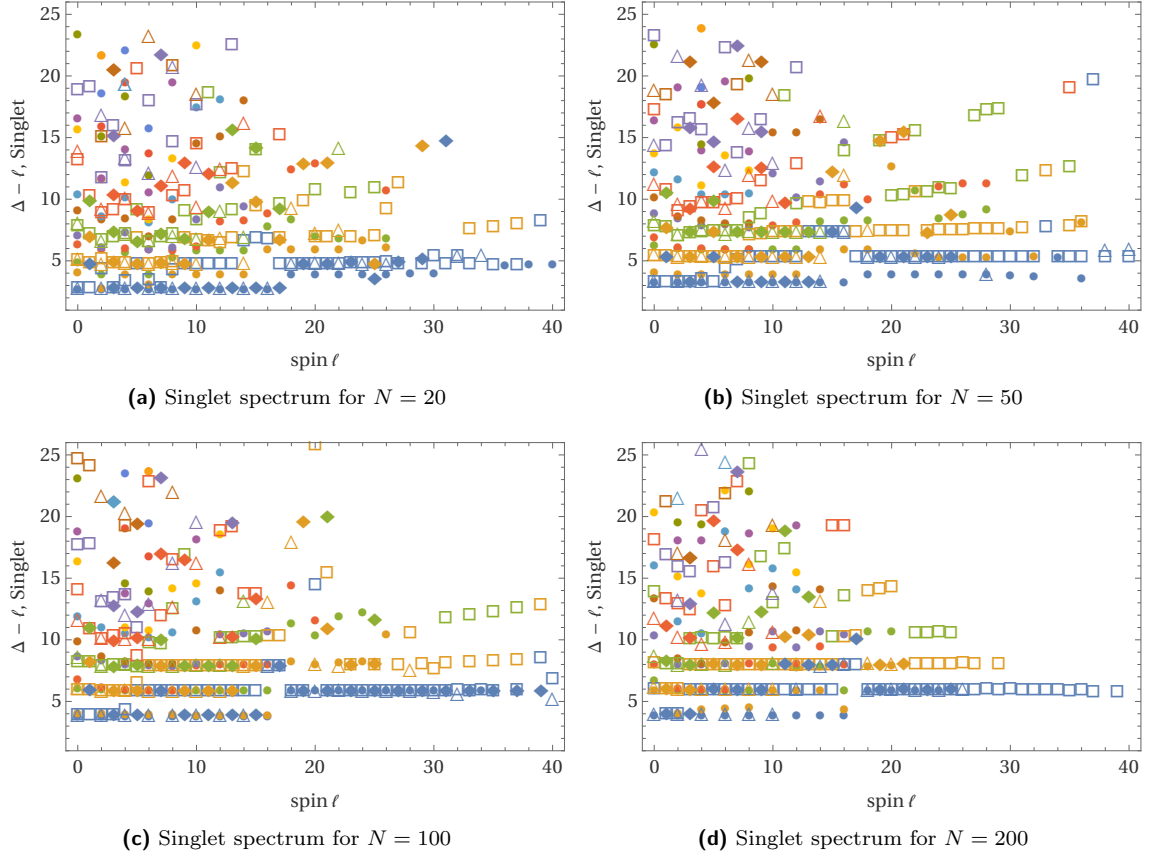 25
20
15
10
5
0 10 20 30 40
Δ − ℓ, Singlet
spin ℓ
(a) Singlet spectrum for N = 20
25
20
15
10
5
0 10 20 30 40
Δ − ℓ, Singlet
spin ℓ
(b) Singlet spectrum for N = 50
25
20
15
10
5
0 10 20 30 40
Δ − ℓ, Singlet
spin ℓ
(c) Singlet spectrum for N = 100
25
20
15
10
5
0 10 20 30 40
Δ − ℓ, Singlet
spin ℓ
(d) Singlet spectrum for N = 200